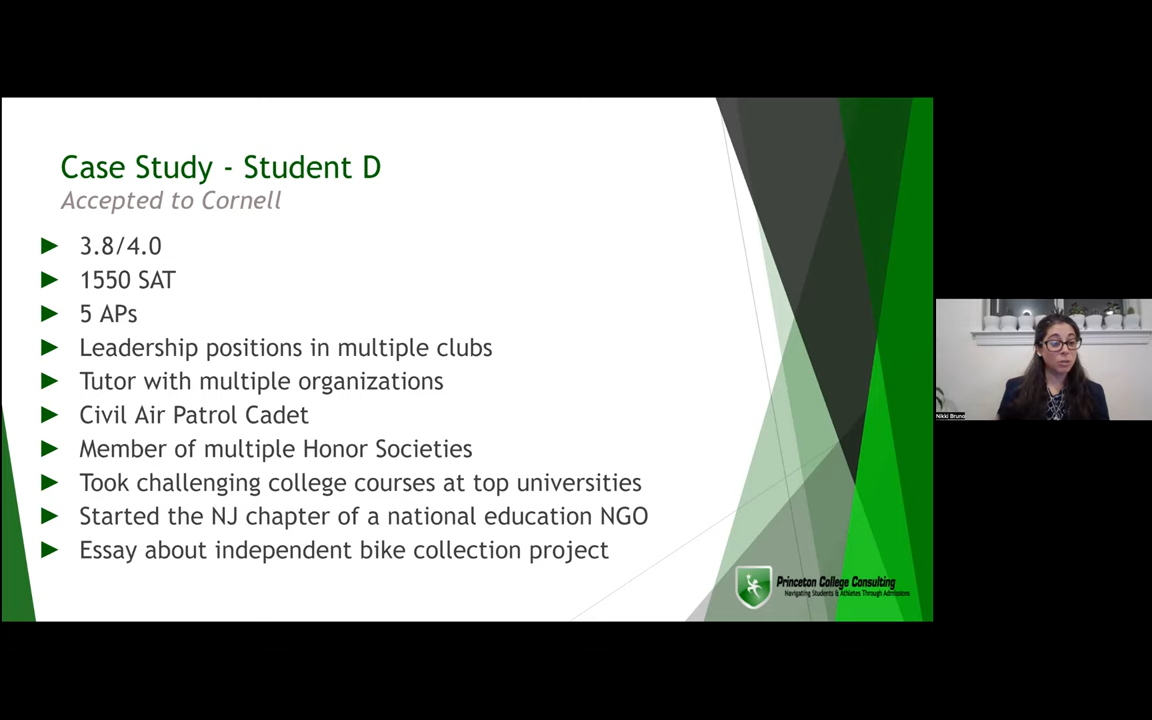 Case Study - Student D
Accepted to Cornell
3.8/4.0
1550 SAT
5 APs
Leadership positions in multiple clubs
Tutor with multiple organizations
Civil Air Patrol Cadet
Member of multiple Honor Societies
Took challenging college courses at top universities
Started the NJ chapter of a national education NGO
Essay about independent bike collection project
Princeton College Consulting
Navigating Students & Athletes Through Admissions
Nikki Bruno